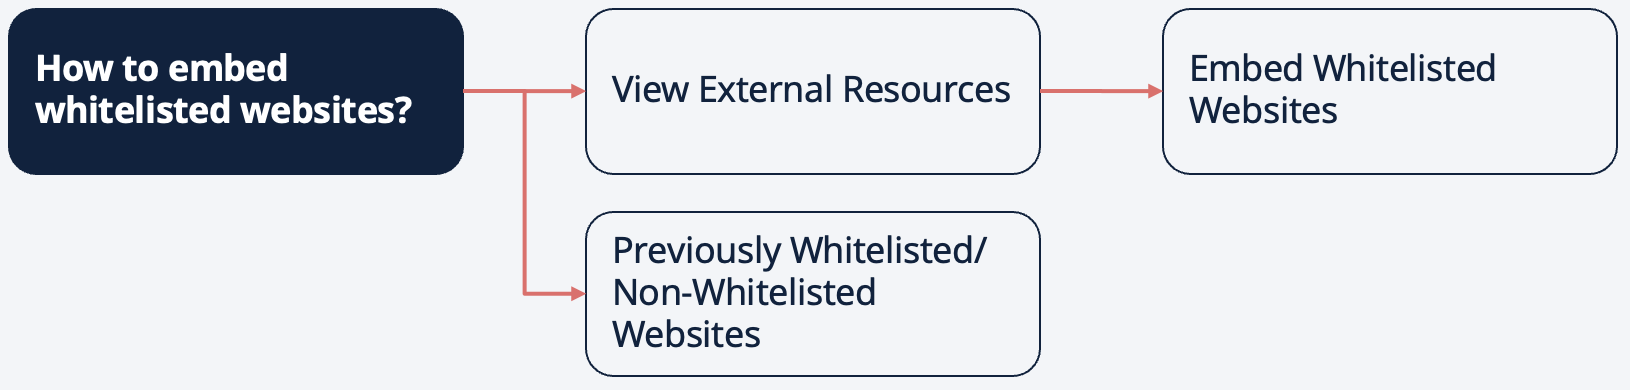 How to embed
whitelisted websites?
View External Resources
Embed Whitelisted
Websites
Previously Whitelisted/
Non-Whitelisted
Websites